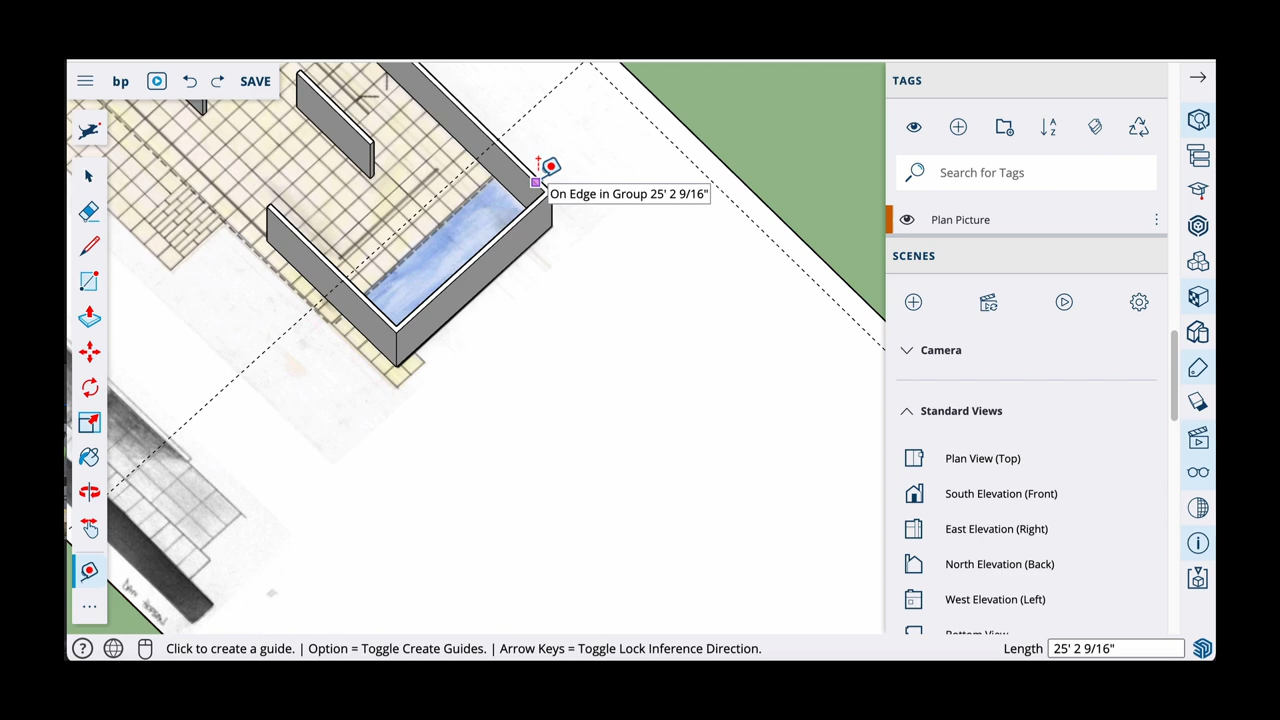 bp SAVE
TAGS
Search for Tags
Plan Picture
SCENES
Camera
Standard Views
Plan View (Top)
South Elevation (Front)
East Elevation (Right)
North Elevation (Back)
West Elevation (Left)
Bottom View
On Edge in Group 25' 2 9/16"
Click to create a guide. | Option = Toggle Create Guides. | Arrow Keys = Toggle Lock Inference Direction.
Length 25' 2 9/16"